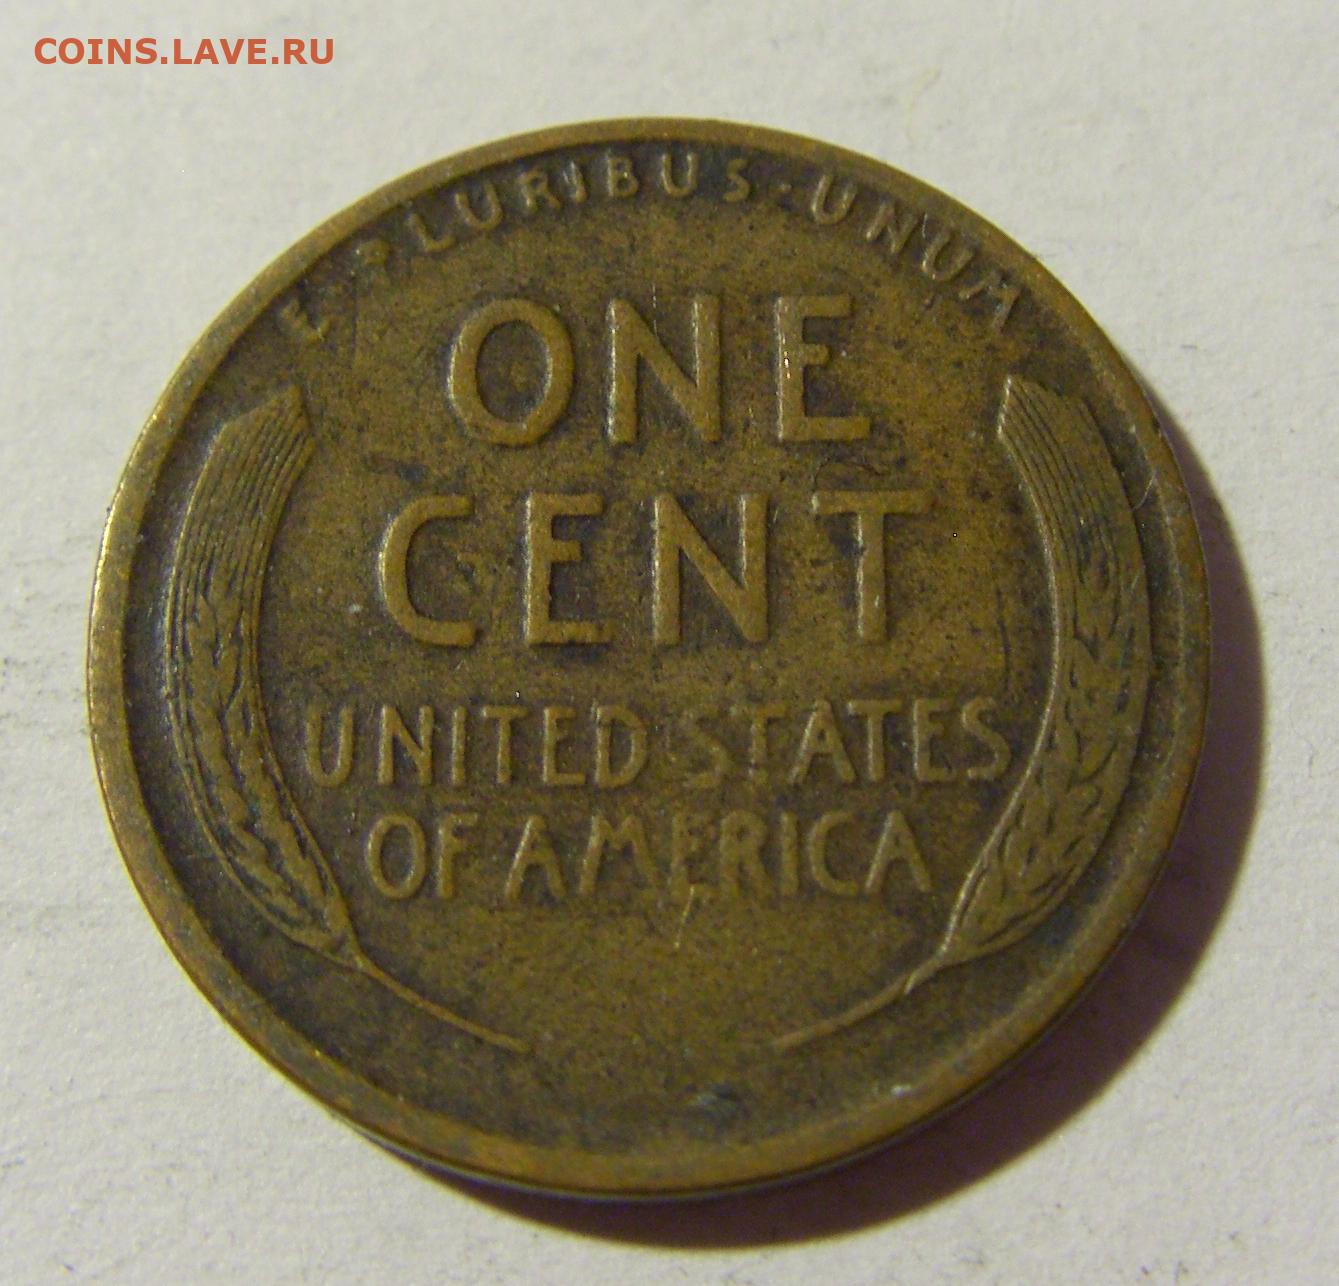 COINS.LAVE.RU
E·PLURIBUS·UNUM
ONE
CENT
UNITED STATES
OF AMERICA